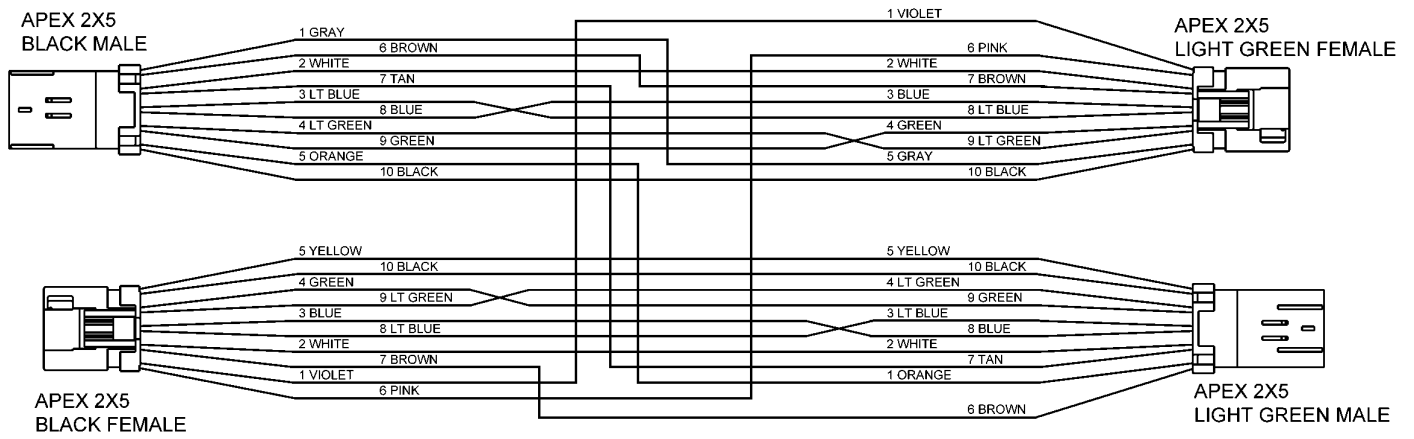 APEX 2X5
BLACK MALE
1 GRAY
6 BROWN
2 WHITE
7 TAN
3 LT BLUE
8 BLUE
4 LT GREEN
9 GREEN
5 ORANGE
10 BLACK
1 VIOLET
6 PINK
2 WHITE
7 BROWN
3 BLUE
8 LT BLUE
4 GREEN
9 LT GREEN
5 GRAY
10 BLACK
APEX 2X5
LIGHT GREEN FEMALE
5 YELLOW
10 BLACK
4 GREEN
9 LT GREEN
3 BLUE
8 LT BLUE
2 WHITE
7 BROWN
1 VIOLET
6 PINK
APEX 2X5
BLACK FEMALE
5 YELLOW
10 BLACK
4 LT GREEN
9 GREEN
3 LT BLUE
8 BLUE
2 WHITE
7 TAN
1 ORANGE
6 BROWN
APEX 2X5
LIGHT GREEN MALE